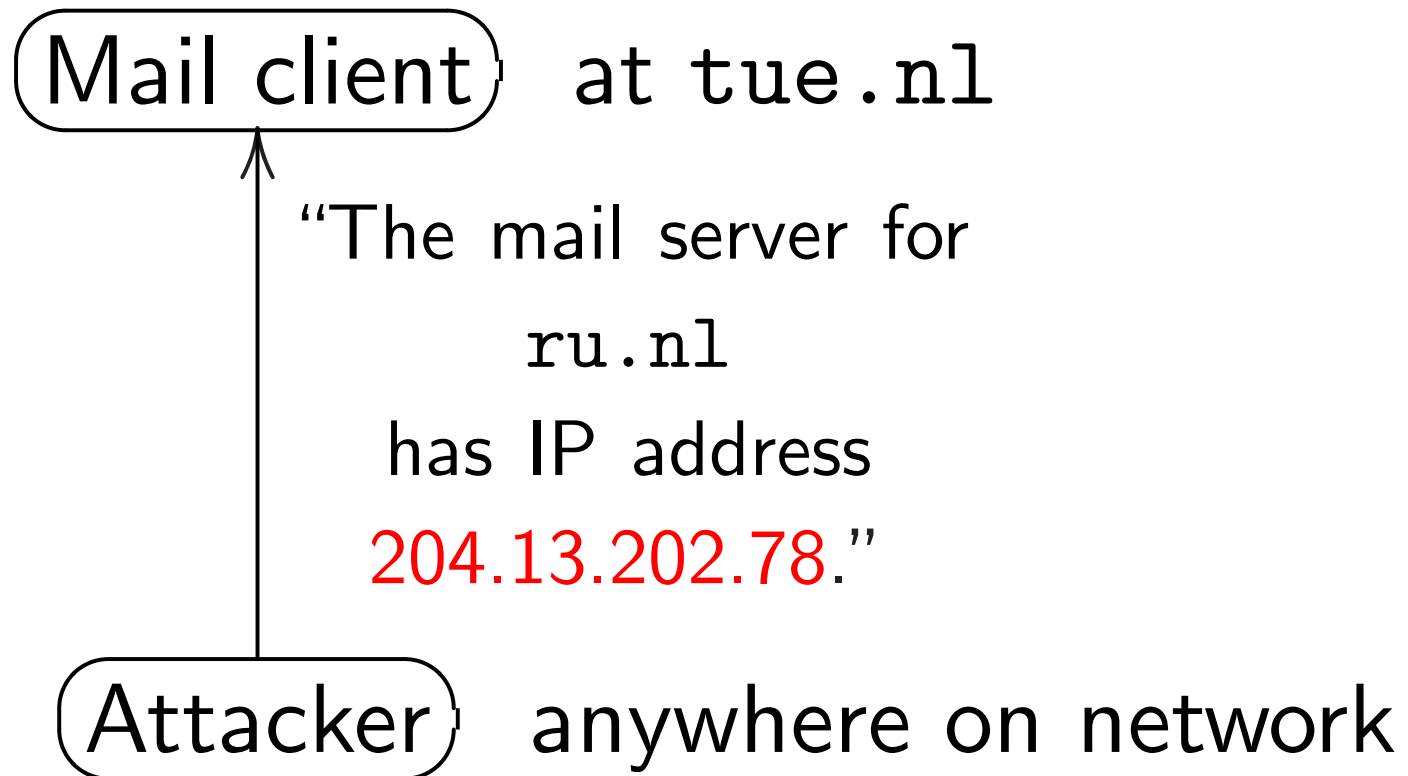 Mail client at tue.nl
“The mail server for
ru.nl
has IP address
204.13.202.78.”
Attacker anywhere on network